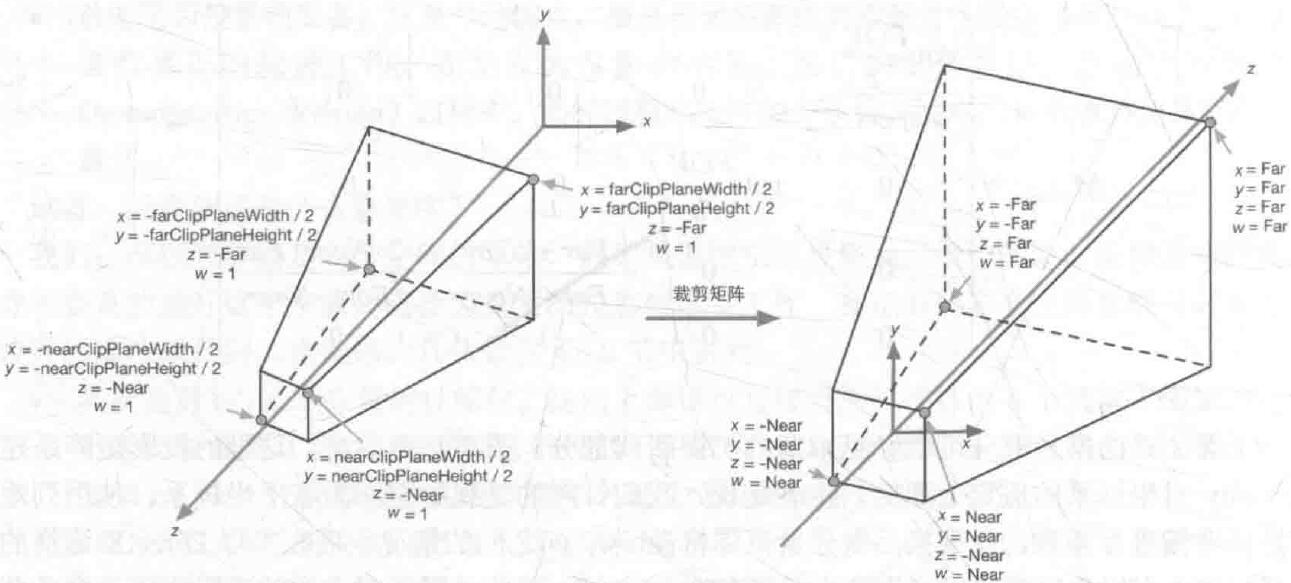 y
x
x = farClipPlaneWidth / 2
y = farClipPlaneHeight / 2
z = -Far
w = 1
x = -farClipPlaneWidth / 2
y = -farClipPlaneHeight / 2
z = -Far
w = 1
x = -nearClipPlaneWidth / 2
y = -nearClipPlaneHeight / 2
z = -Near
w = 1
x = nearClipPlaneWidth / 2
y = nearClipPlaneHeight / 2
z = -Near
w = 1
z
裁剪矩阵
z
x = Far
y = Far
z = Far
w = Far
x = -Far
y = -Far
z = Far
w = Far
x = -Near
y = -Near
z = -Near
w = Near
x = Near
y = Near
z = -Near
w = Near